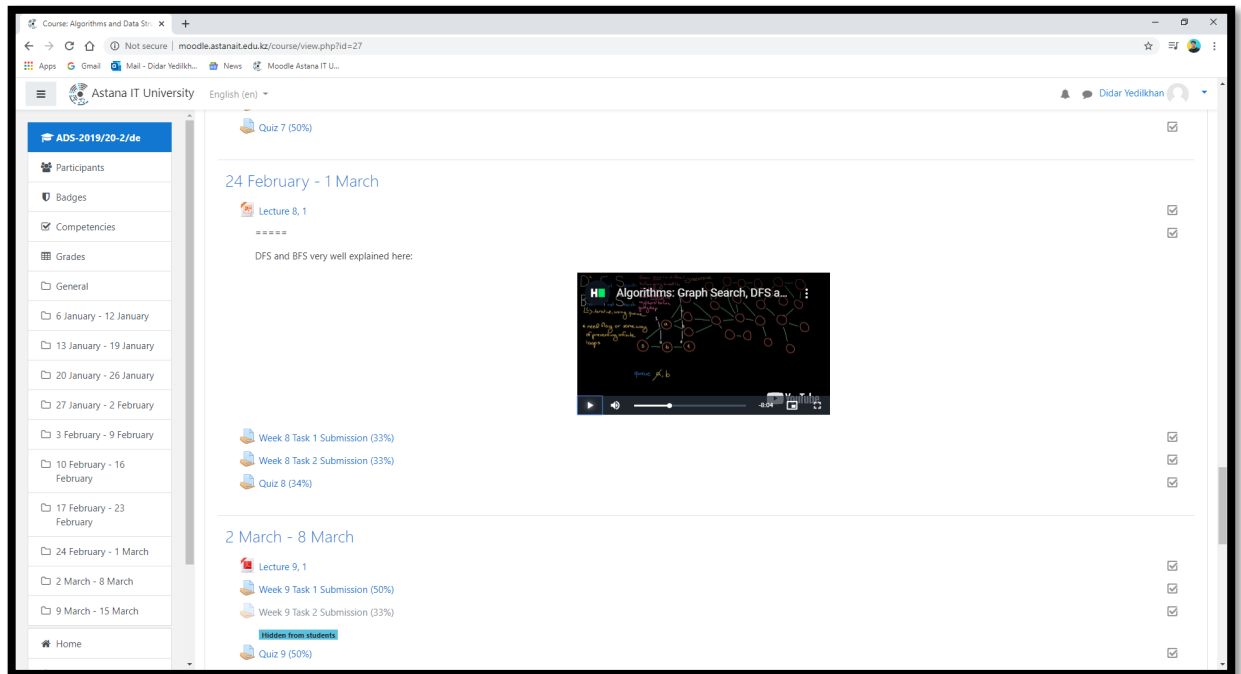 Course: Algorithms and Data Str
Not secure | moodle.astanait.edu.kz/course/view.php?id=27
Apps Gmail Mail - Didar Yedilkh... News Moodle Astana IT U...
Astana IT University English (en) Didar Yedilkhan
ADS-2019/20-2/de
Participants
Badges
Competencies
Grades
General
6 January - 12 January
13 January - 19 January
20 January - 26 January
27 January - 2 February
3 February - 9 February
10 February - 16
February
17 February - 23
February
24 February - 1 March
2 March - 8 March
9 March - 15 March
Home
Quiz 7 (50%)
24 February - 1 March
Lecture 8, 1
=====
DFS and BFS very well explained here:
Algorithms: Graph Search, DFS a...
queue a, b
YouTube
-8:04
Week 8 Task 1 Submission (33%)
Week 8 Task 2 Submission (33%)
Quiz 8 (34%)
2 March - 8 March
Lecture 9, 1
Week 9 Task 1 Submission (50%)
Week 9 Task 2 Submission (33%)
Hidden from students
Quiz 9 (50%)